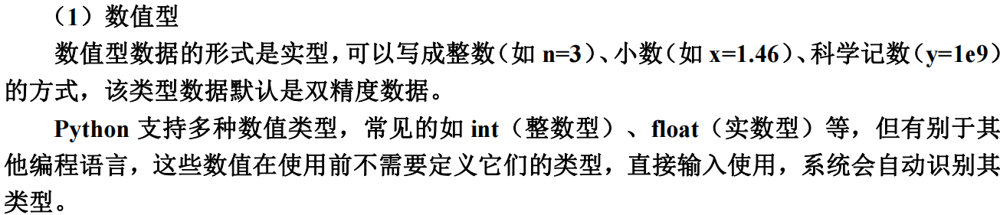 （1）数值型
数值型数据的形式是实型，可以写成整数（如 n=3）、小数（如 x=1.46）、科学记数（y=1e9）
的方式，该类型数据默认是双精度数据。
Python 支持多种数值类型，常见的如 int（整数型）、float（实数型）等，但有别于其
他编程语言，这些数值在使用前不需要定义它们的类型，直接输入使用，系统会自动识别其
类型。